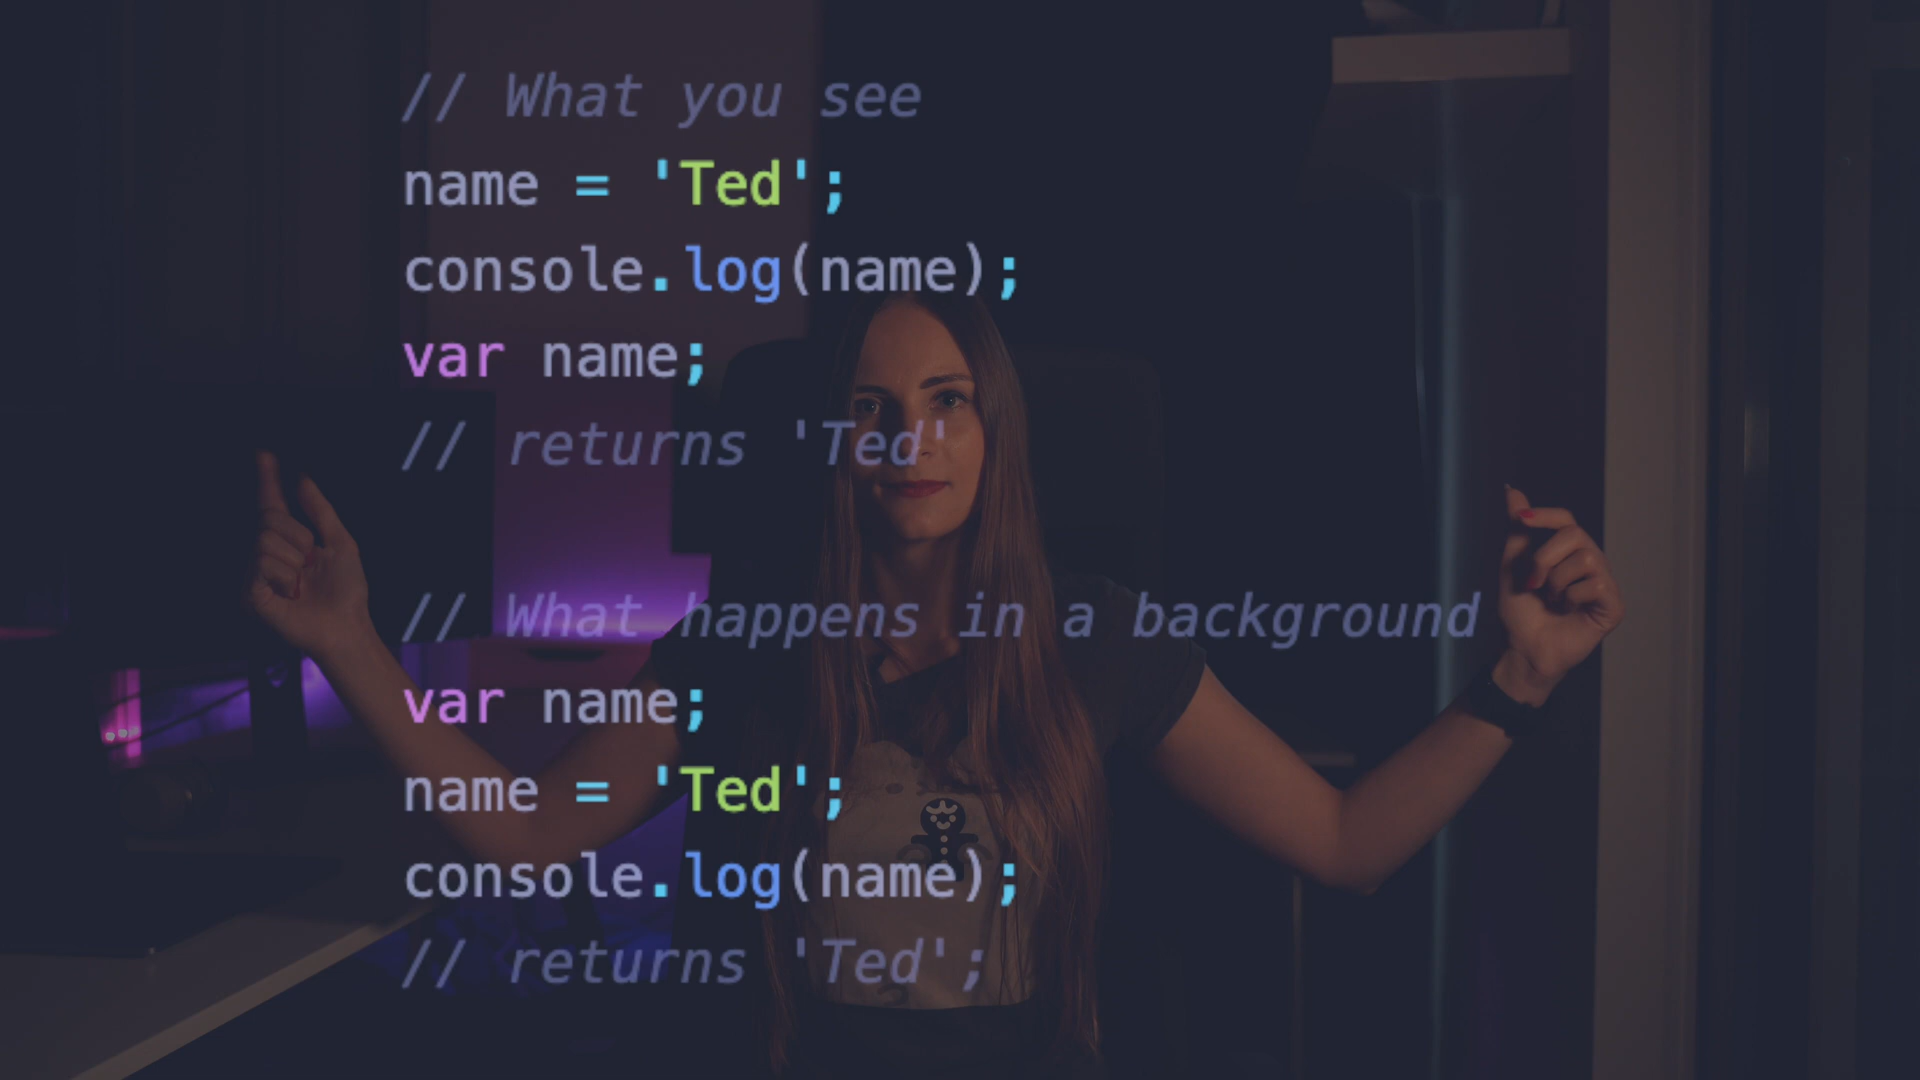 // What you see
name = 'Ted';
console.log(name);
var name;
// returns 'Ted'
// What happens in a background
var name;
name = 'Ted';
console.log(name);
// returns 'Ted';